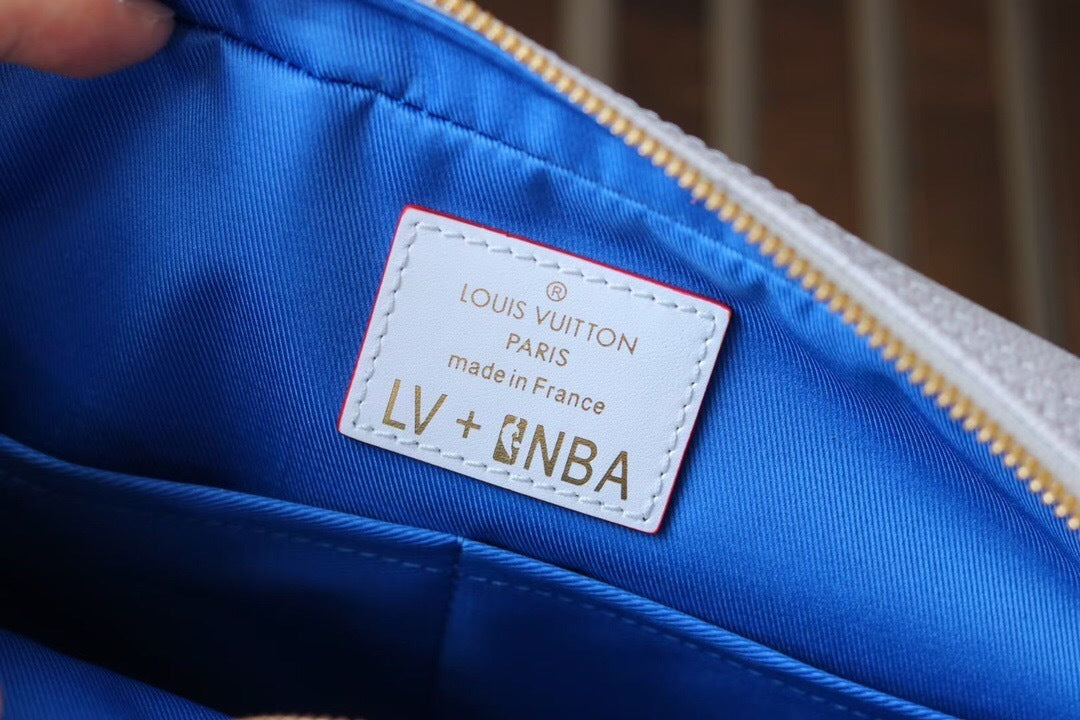 ®
LOUIS VUITTON
PARIS
made in France
LV + NBA